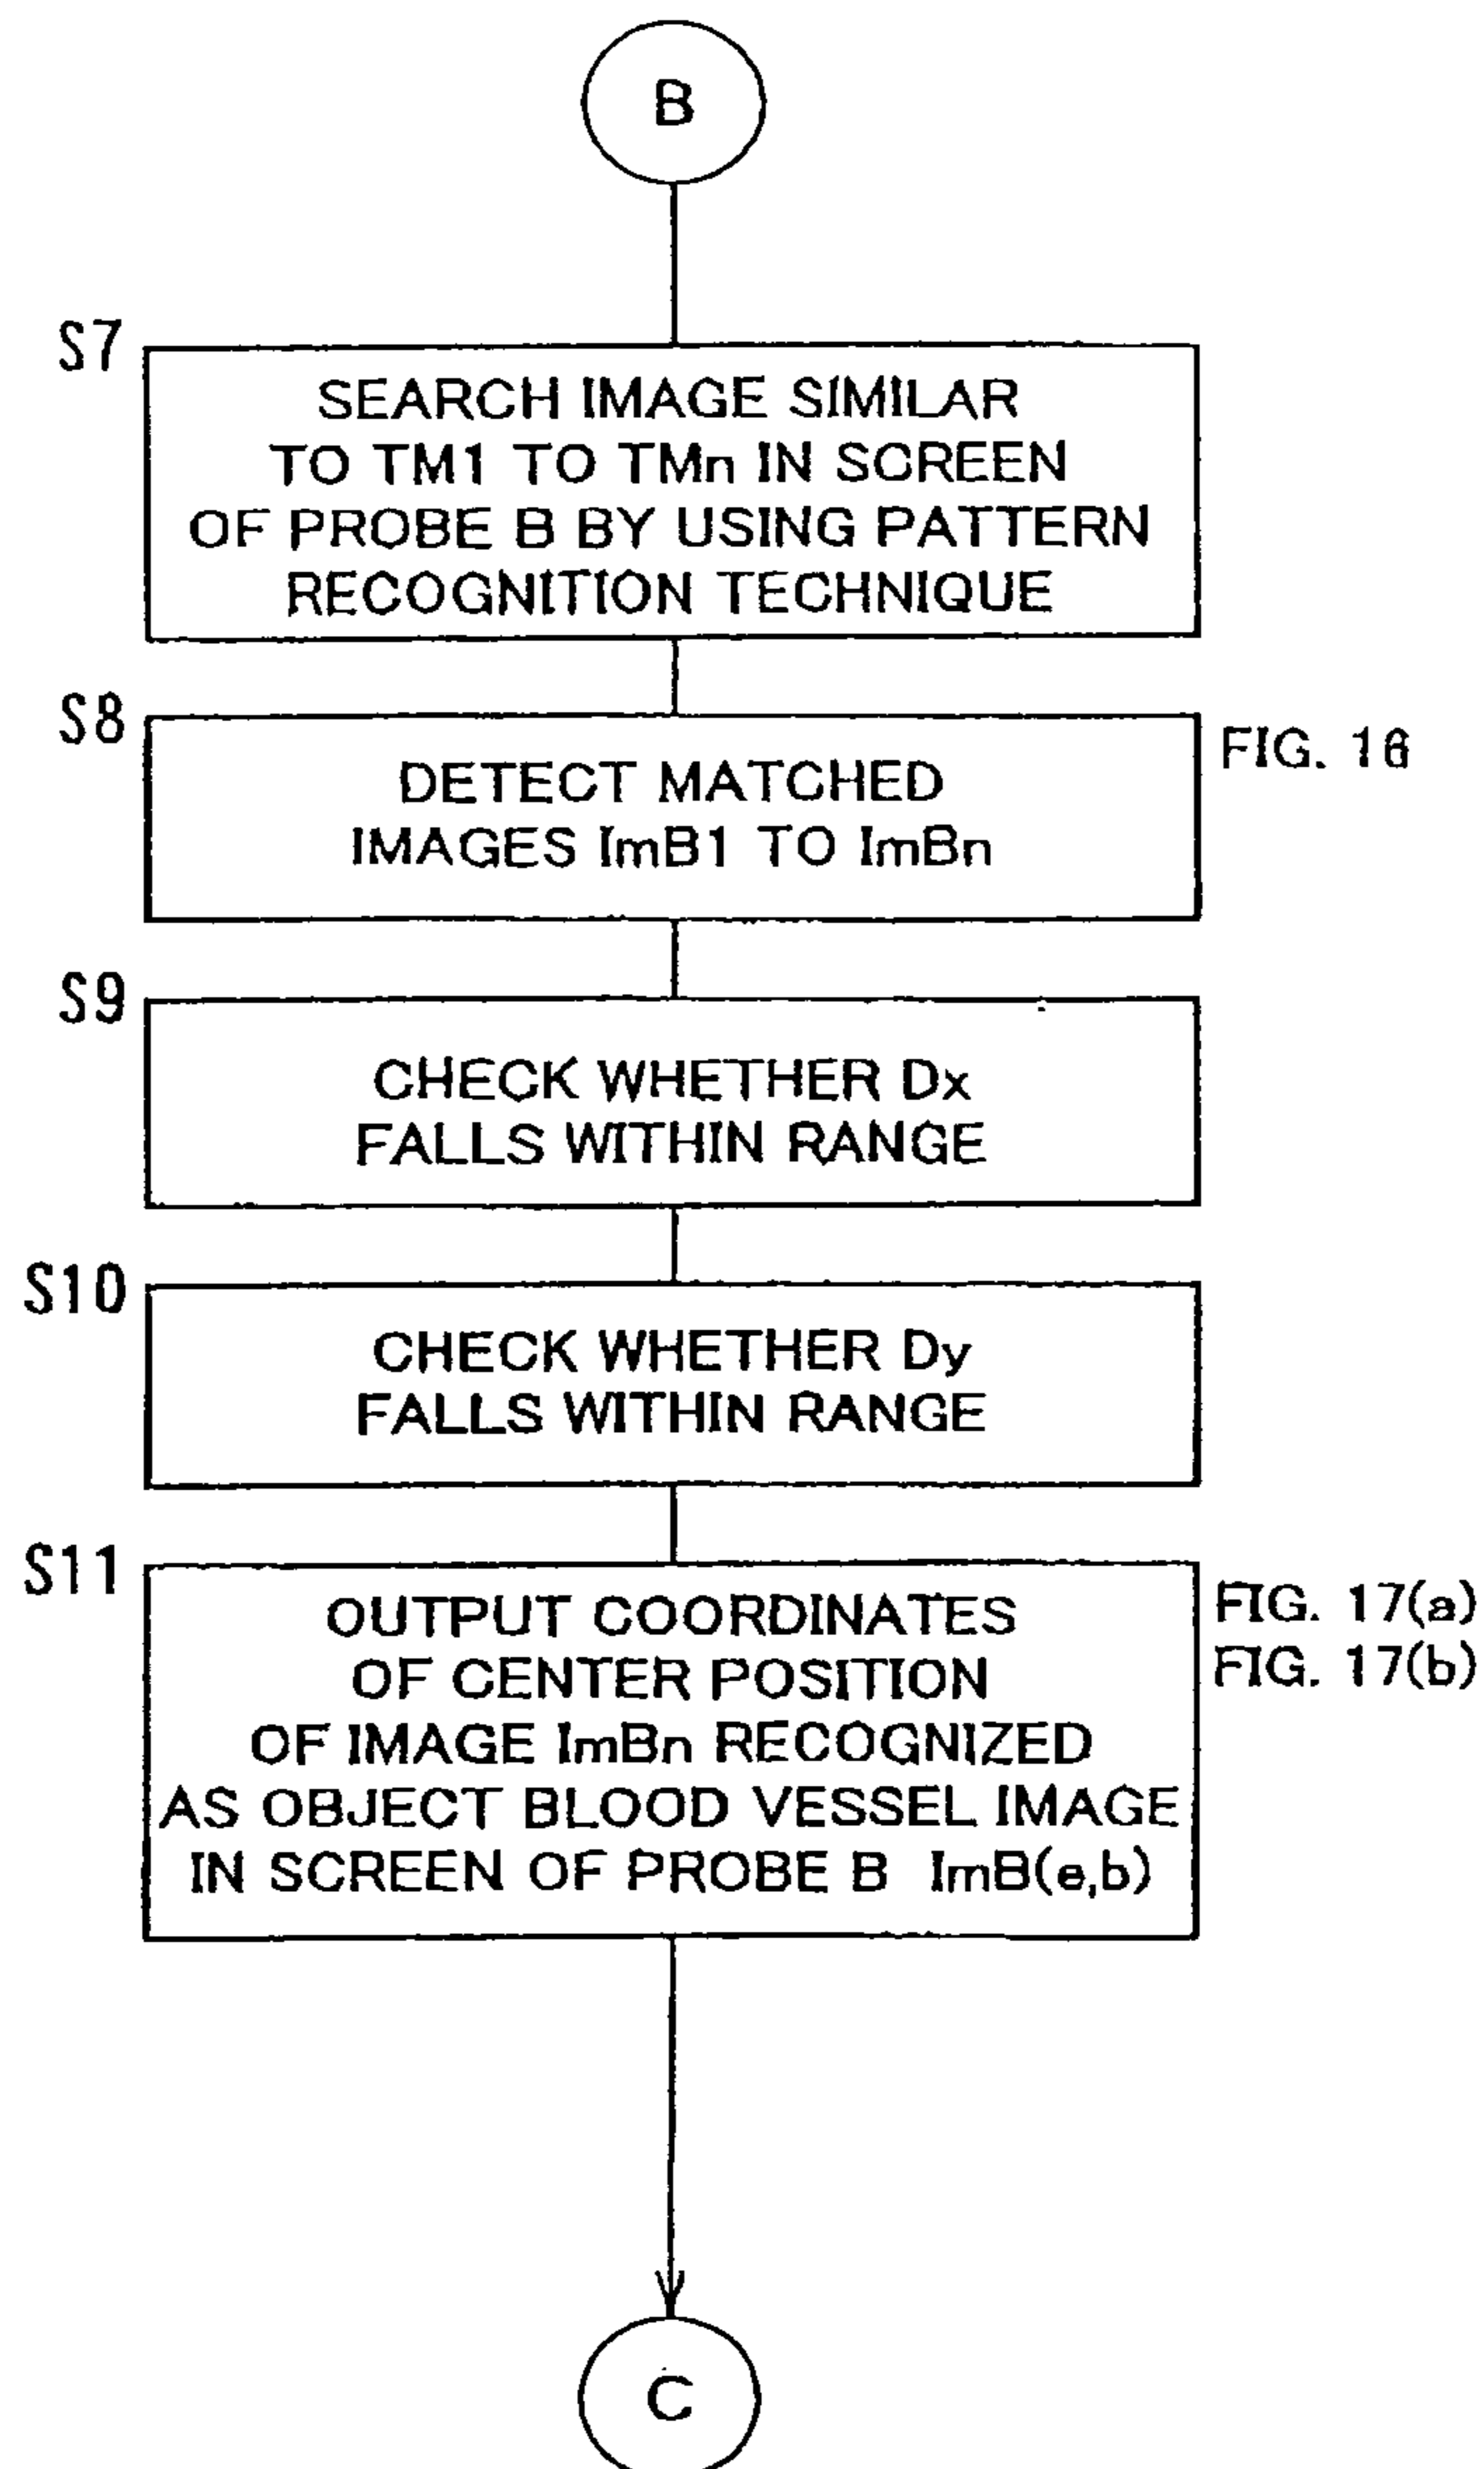 B
S7
SEARCH IMAGE SIMILAR
TO TM1 TO TMn IN SCREEN
OF PROBE B BY USING PATTERN
RECOGNITION TECHNIQUE
S8
FIG. 16
DETECT MATCHED
IMAGES ImB1 TO ImBn
S9
CHECK WHETHER Dx
FALLS WITHIN RANGE
S10
CHECK WHETHER Dy
FALLS WITHIN RANGE
S11
FIG. 17(a)
FIG. 17(b)
OUTPUT COORDINATES
OF CENTER POSITION
OF IMAGE ImBn RECOGNIZED
AS OBJECT BLOOD VESSEL IMAGE
IN SCREEN OF PROBE B ImB(e,b)
C